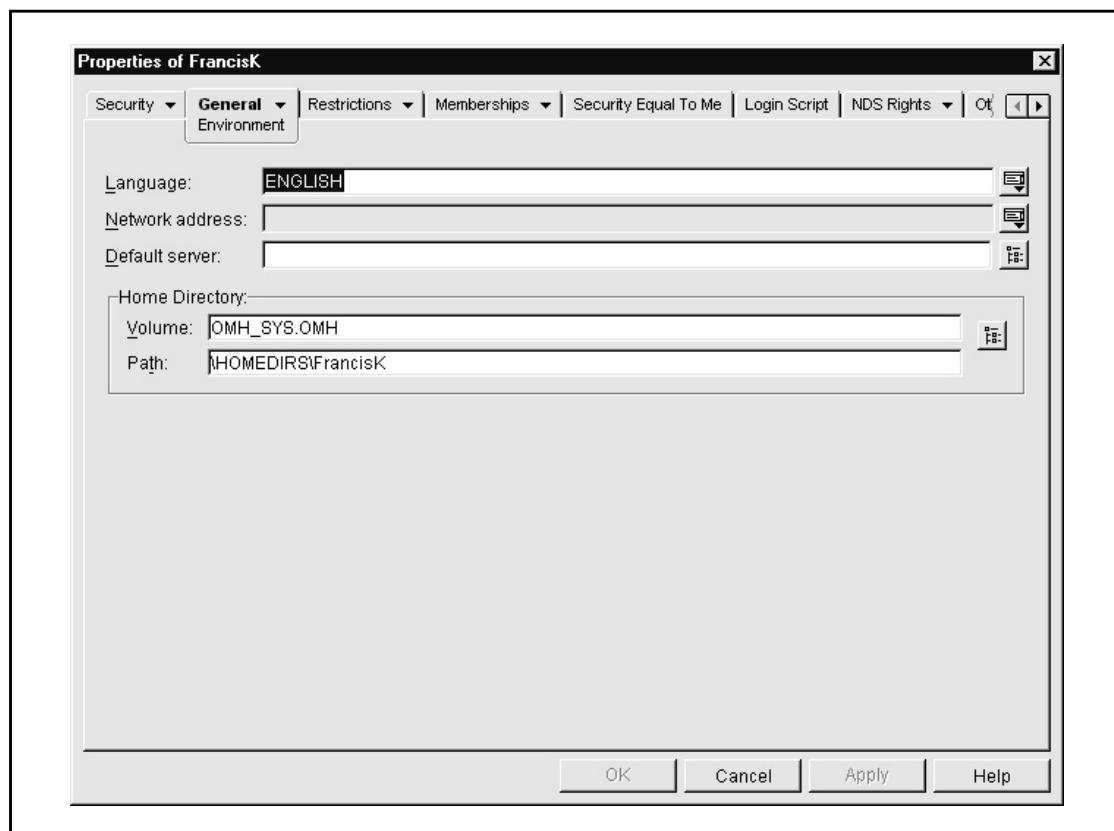 Properties of FrancisK
Security General Restrictions Memberships Security Equal To Me Login Script NDS Rights
Environment
Language: ENGLISH
Network address:
Default server:
Home Directory:
Volume: OMH_SYS.OMH
Path: \HOMEDIRS\FrancisK
OK Cancel Apply Help